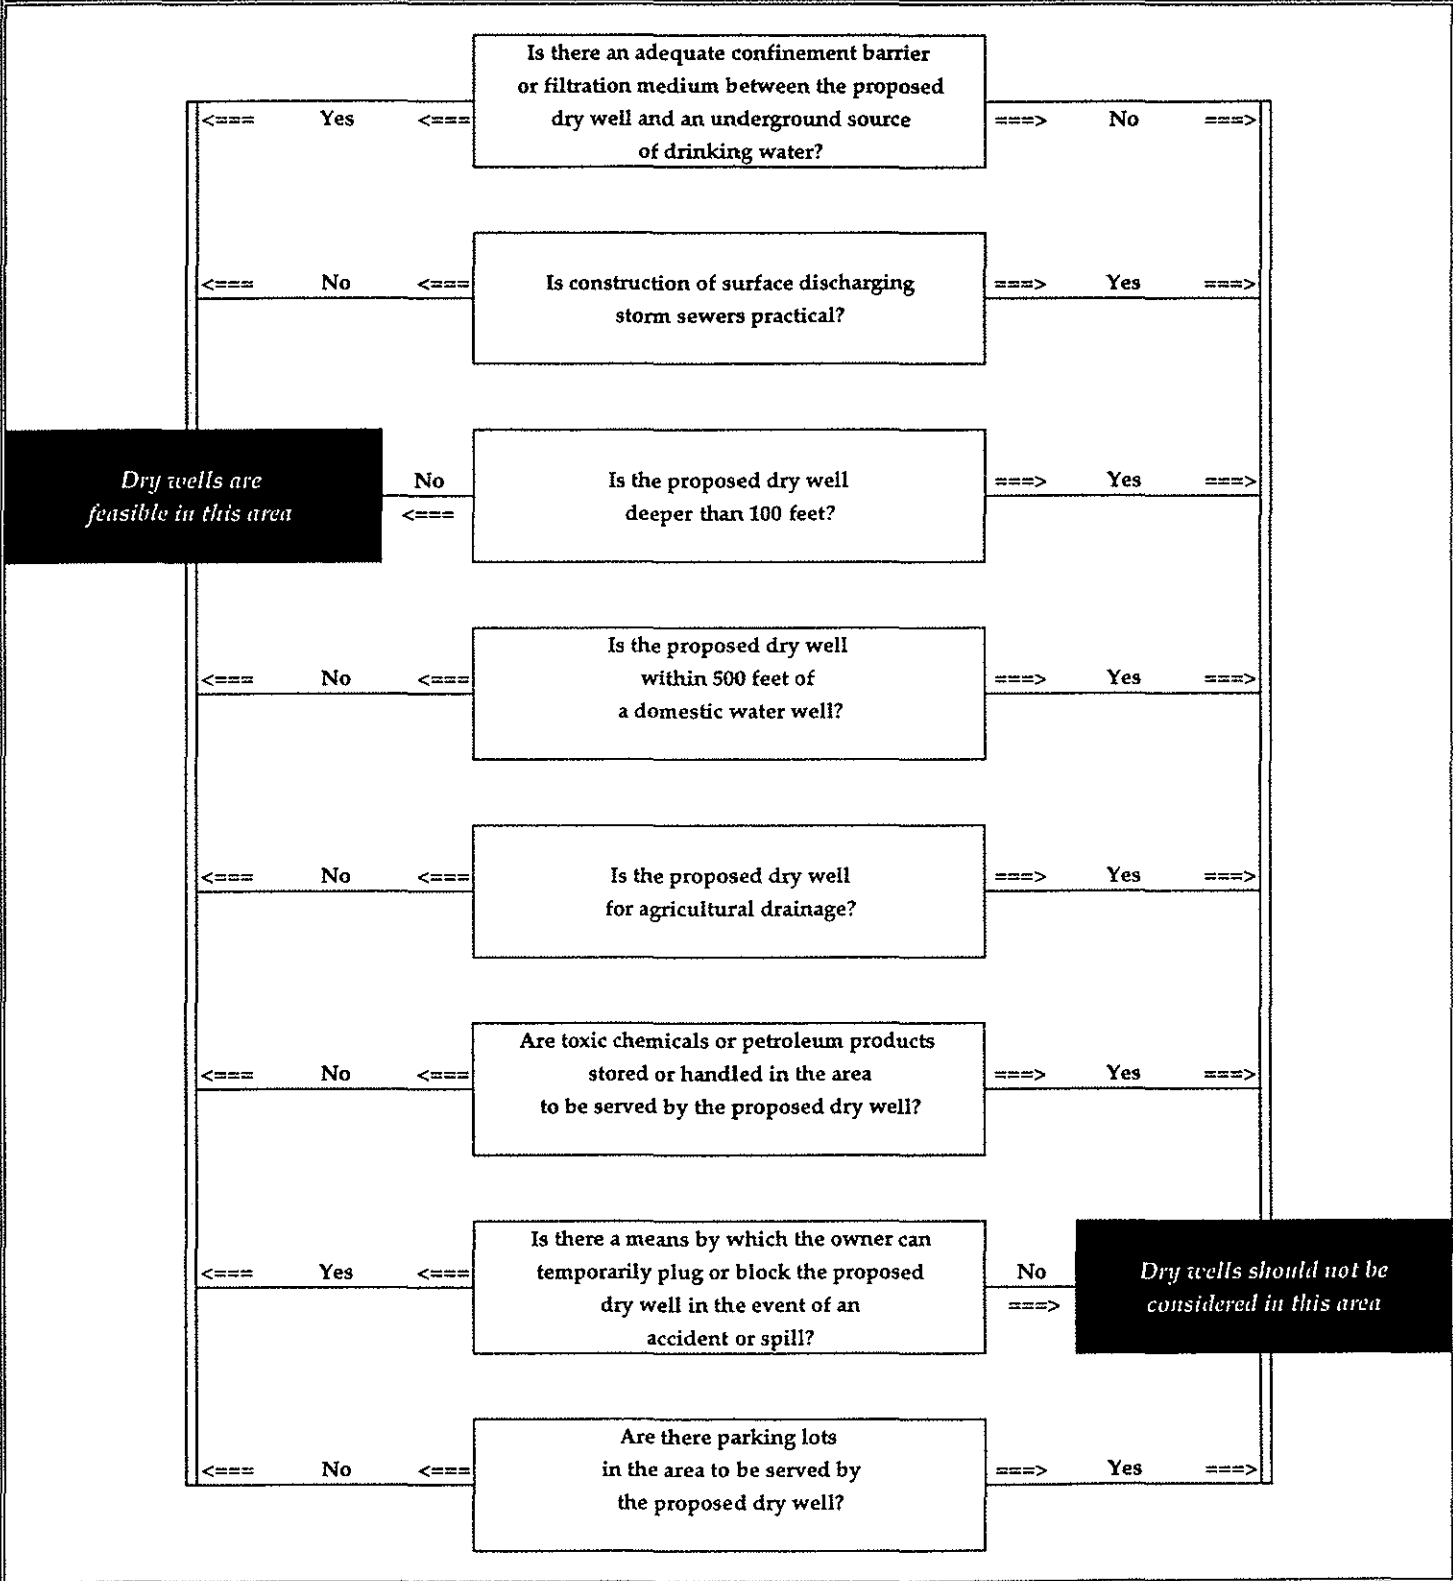 Is there an adequate confinement barrier
or filtration medium between the proposed
<=== Yes <=== dry well and an underground source ===> No ===>
of drinking water?
<=== No <=== Is construction of surface discharging ===> Yes ===>
storm sewers practical?
Dry wells are
feasible in this area
No
<===
Is the proposed dry well
deeper than 100 feet?
===> Yes ===>
Is the proposed dry well
<=== No <=== within 500 feet of ===> Yes ===>
a domestic water well?
<=== No <=== Is the proposed dry well ===> Yes ===>
for agricultural drainage?
Are toxic chemicals or petroleum products
<=== No <=== stored or handled in the area ===> Yes ===>
to be served by the proposed dry well?
Is there a means by which the owner can
<=== Yes <=== temporarily plug or block the proposed
dry well in the event of an
accident or spill?
No
===>
Dry wells should not be
considered in this area
Are there parking lots
<=== No <=== in the area to be served by ===> Yes ===>
the proposed dry well?